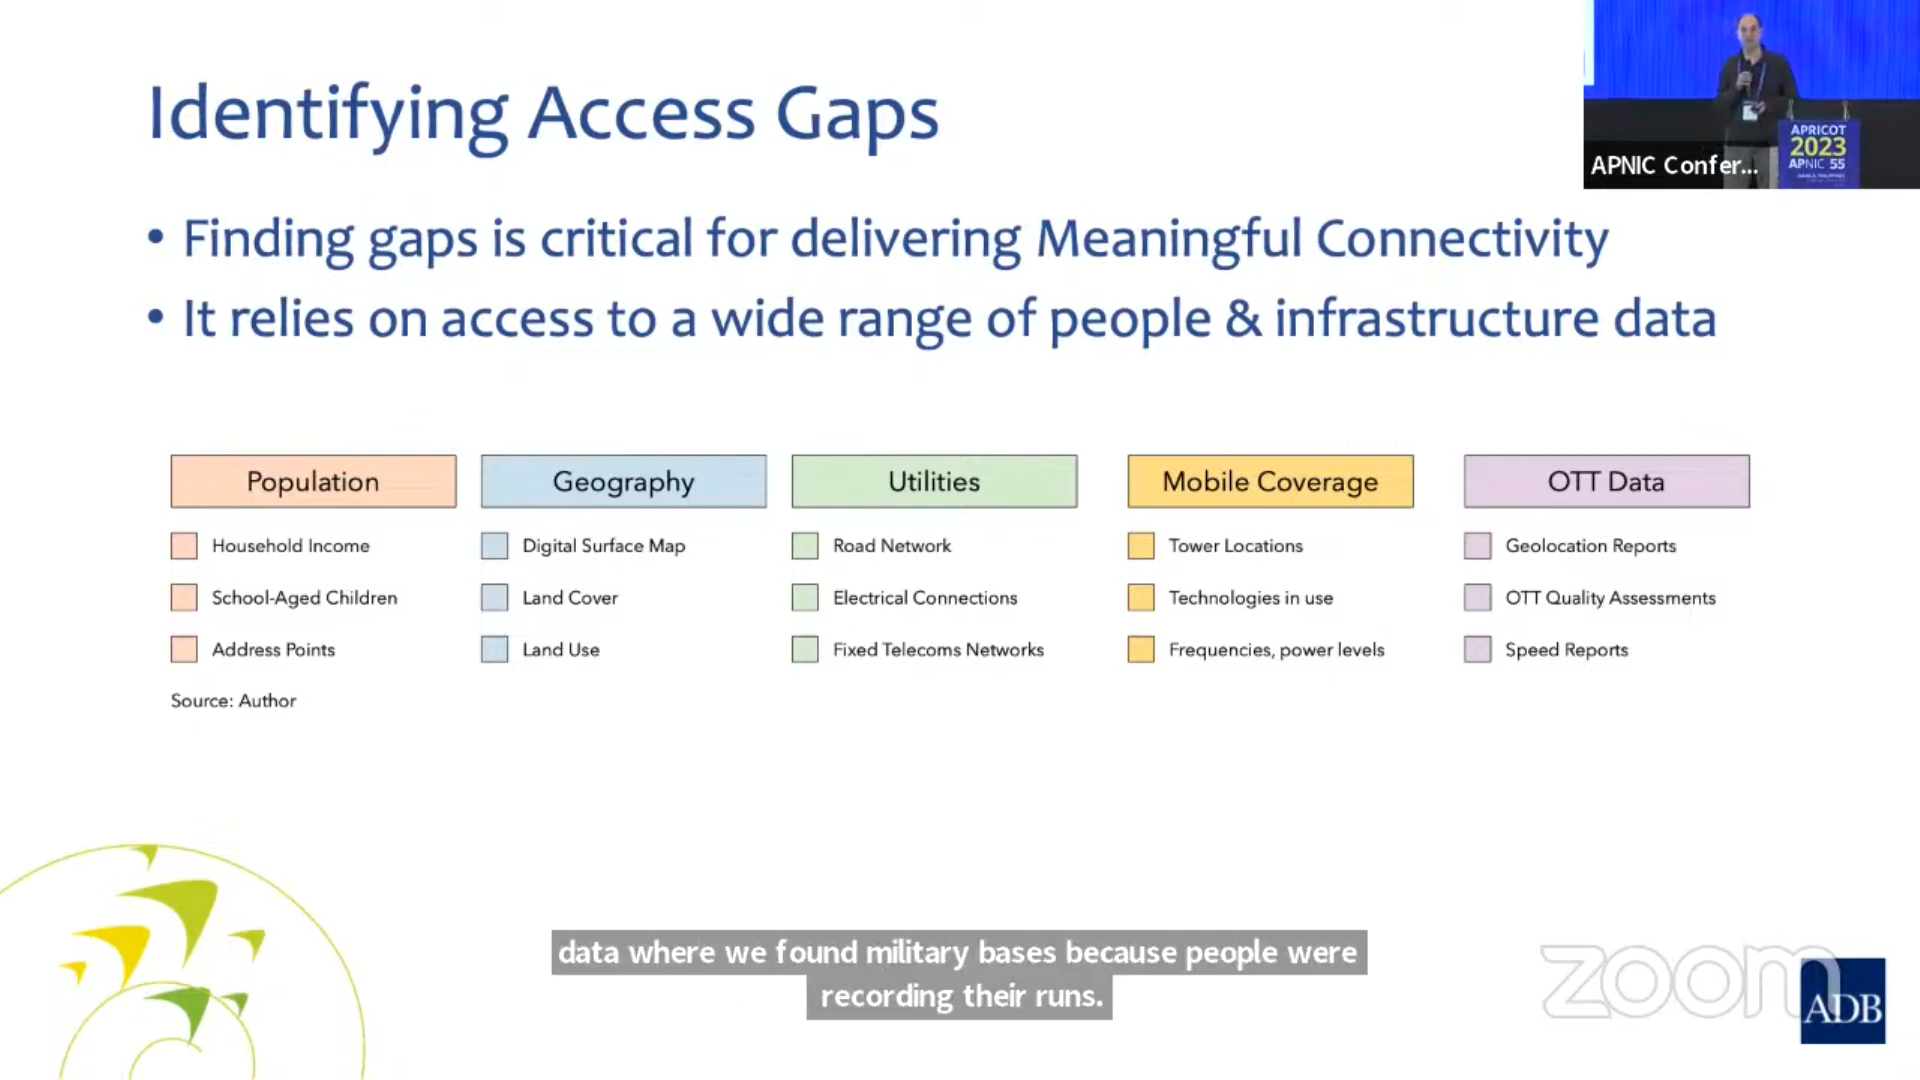 Identifying Access Gaps
• Finding gaps is critical for delivering Meaningful Connectivity
• It relies on access to a wide range of people & infrastructure data
Population
Household Income
School-Aged Children
Address Points
Geography
Digital Surface Map
Land Cover
Land Use
Utilities
Road Network
Electrical Connections
Fixed Telecoms Networks
Mobile Coverage
Tower Locations
Technologies in use
Frequencies, power levels
OTT Data
Geolocation Reports
OTT Quality Assessments
Speed Reports
Source: Author
APRICOT
2023
APNIC 55
APNIC Confer...
data where we found military bases because people were
recording their runs.
zoom
ADB